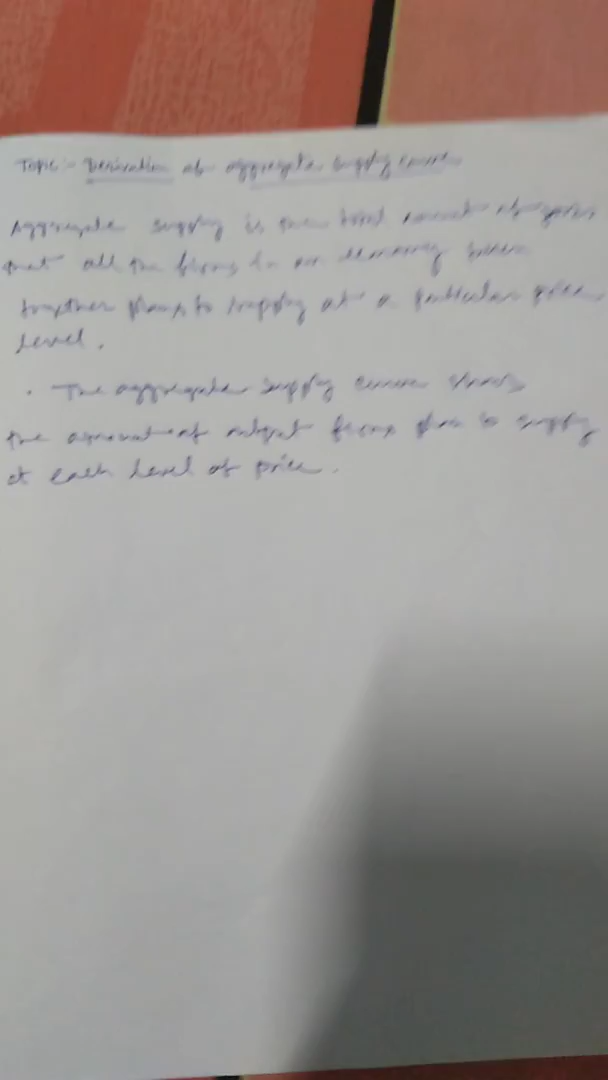 Topic :- Derivation of aggregate supply curve
Aggregate supply is the total amount of goods
that all the firms in an economy taken
together plans to supply at a particular price
level.
. The aggregate supply curve shows
the amount of output firms plan to supply
at each level of price.